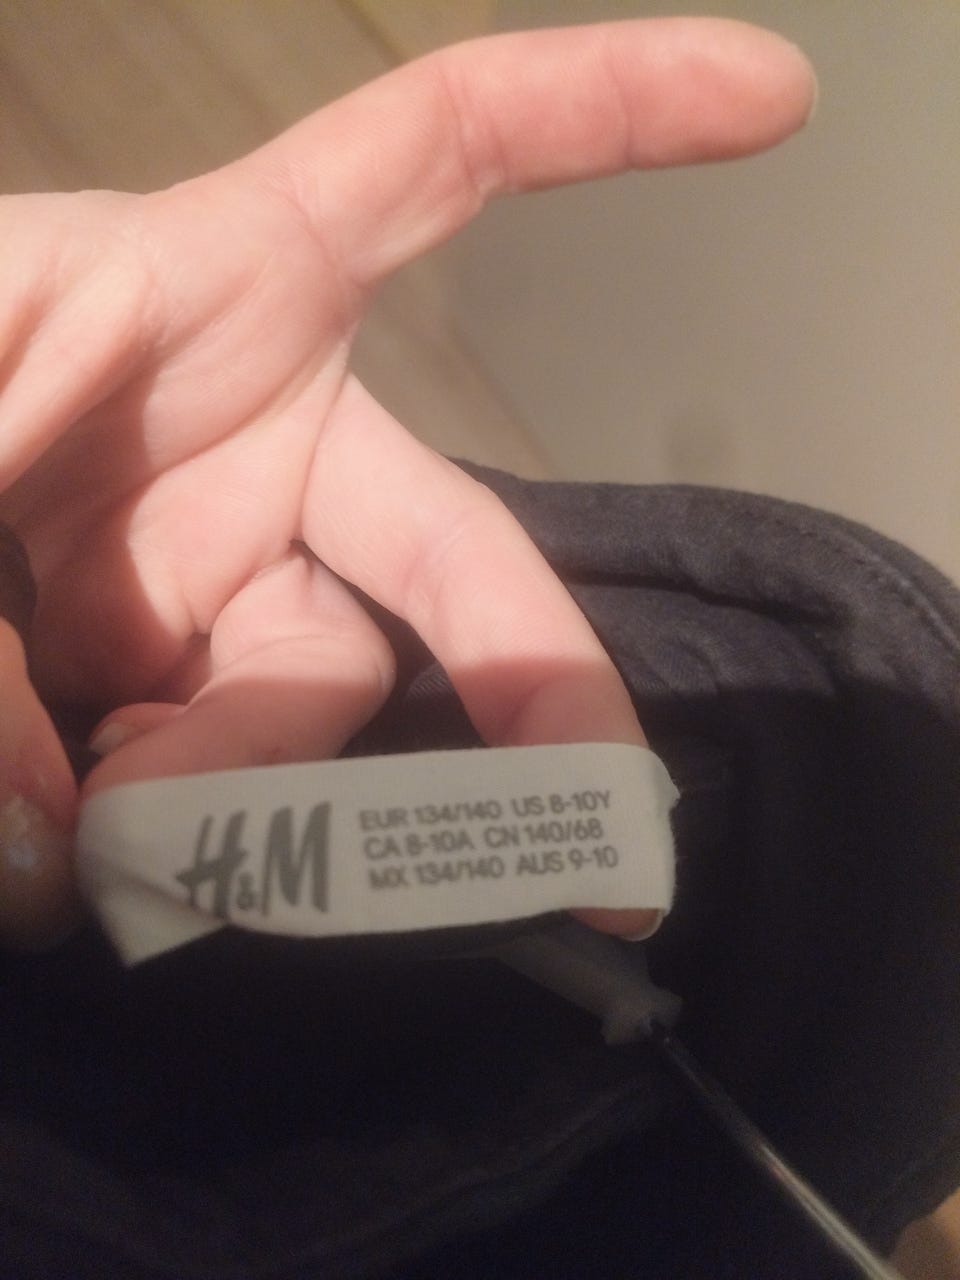 H&M
EUR 134/140 US 8-10Y
CA 8-10A CN 140/68
MX 134/140 AUS 9-10